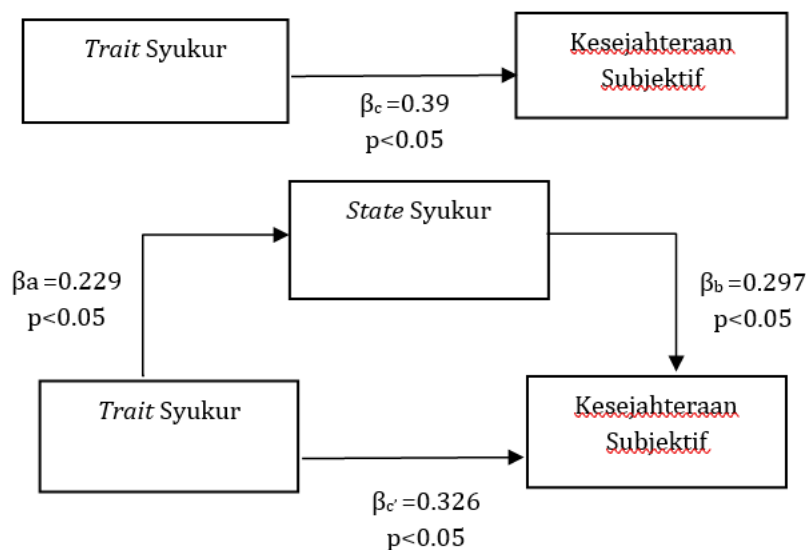 Trait Syukur
Kesejahteraan
Subjektif
βc =0.39
p<0.05
State Syukur
βa =0.229
p<0.05
βb =0.297
p<0.05
Trait Syukur
Kesejahteraan
Subjektif
βc' =0.326
p<0.05